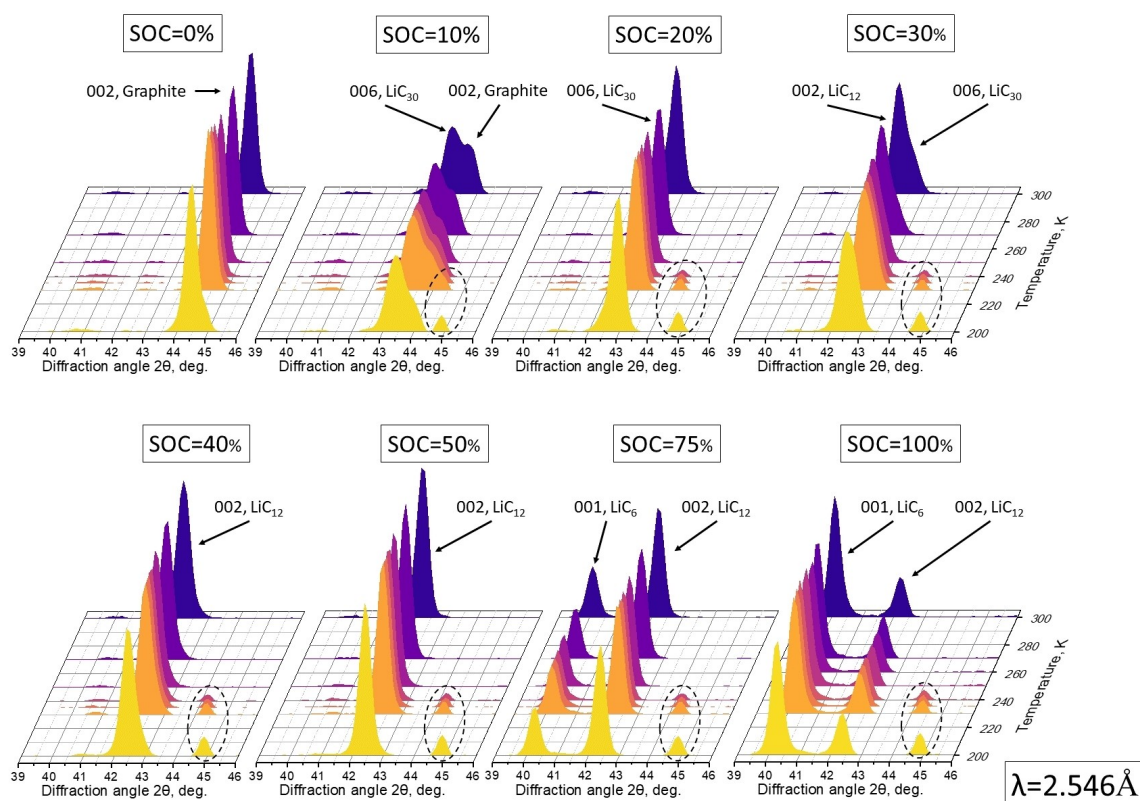 SOC=0% SOC=10% SOC=20% SOC=30%
002, Graphite
006, LiC₃₀ 002, Graphite
006, LiC₃₀
002, LiC₁₂ 006, LiC₃₀
300
280
260
240
220
200
Temperature, K
39 41 42 43 44 45 46
39 41 42 43 44 45 46
39 41 42 43 44 45 46
39 41 42 43 44 45 46
Diffraction angle 2θ, deg. Diffraction angle 2θ, deg. Diffraction angle 2θ, deg. Diffraction angle 2θ, deg.
SOC=40% SOC=50% SOC=75% SOC=100%
002, LiC₁₂
002, LiC₁₂
001, LiC₆ 002, LiC₁₂
001, LiC₆ 002, LiC₁₂
300
280
260
240
220
200
Temperature, K
39 40 41 42 43 44 45 46
39 40 41 42 43 44 45 46
39 40 41 42 43 44 45 46
39 40 41 42 43 44 45 46
Diffraction angle 2θ, deg. Diffraction angle 2θ, deg. Diffraction angle 2θ, deg. Diffraction angle 2θ, deg.
λ=2.546Å